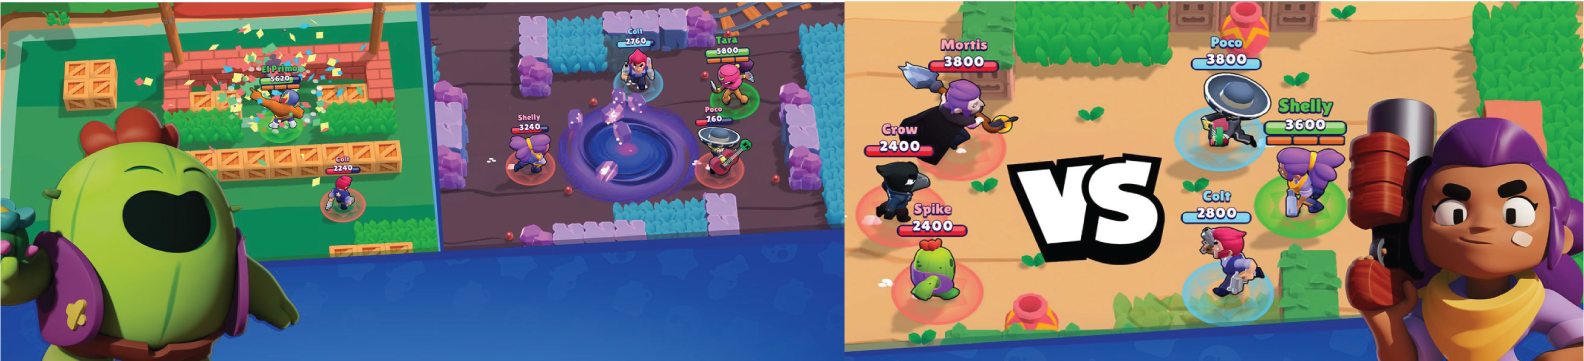 El Primo
5620
Colt
2240
Colt
2760
Tara
5800
Shelly
3240
Poco
760
Mortis
3800
Crow
2400
Spike
2400
VS
Poco
3800
Shelly
3600
Colt
2800